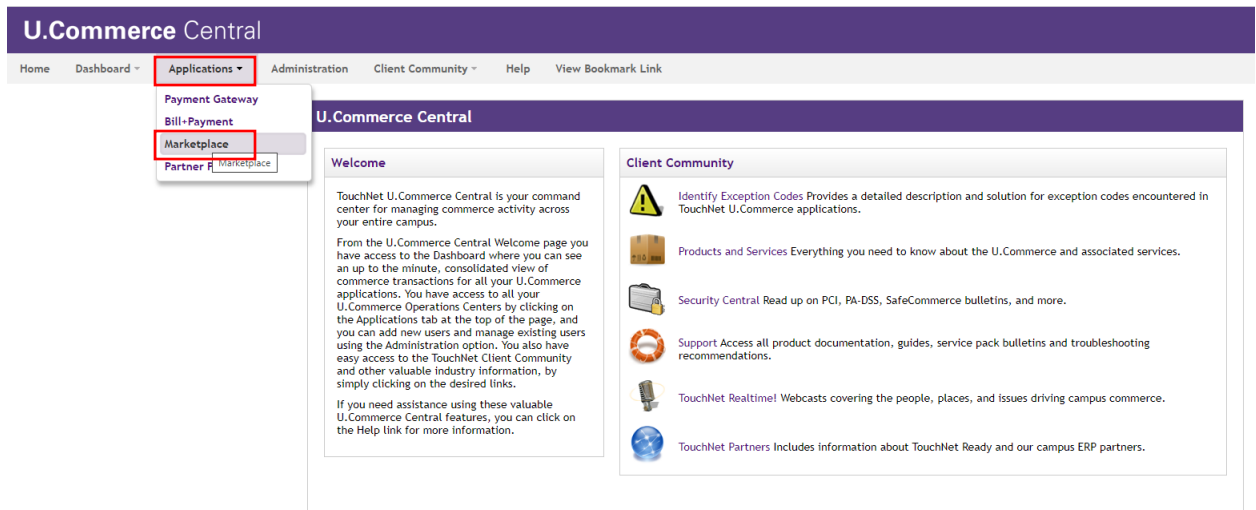 U.Commerce Central
Home Dashboard Applications Administration Client Community Help View Bookmark Link
Payment Gateway
Bill+Payment
Marketplace
Partner
Marketplace
U.Commerce Central
Welcome
TouchNet U.Commerce Central is your command
center for managing commerce activity across
your entire campus.
From the U.Commerce Central Welcome page you
have access to the Dashboard where you can see
an up to the minute, consolidated view of
commerce transactions for all your U.Commerce
applications. You have access to all your
U.Commerce Operations Centers by clicking on
the Applications tab at the top of the page, and
you can add new users and manage existing users
using the Administration option. You also have
easy access to the TouchNet Client Community
and other valuable industry information, by
simply clicking on the desired links.
If you need assistance using these valuable
U.Commerce Central features, you can click on
the Help link for more information.
Client Community
Identify Exception Codes Provides a detailed description and solution for exception codes encountered in
TouchNet U.Commerce applications.
Products and Services Everything you need to know about the U.Commerce and associated services.
Security Central Read up on PCI, PA-DSS, SafeCommerce bulletins, and more.
Support Access all product documentation, guides, service pack bulletins and troubleshooting
recommendations.
TouchNet Realtime! Webcasts covering the people, places, and issues driving campus commerce.
TouchNet Partners Includes information about TouchNet Ready and our campus ERP partners.